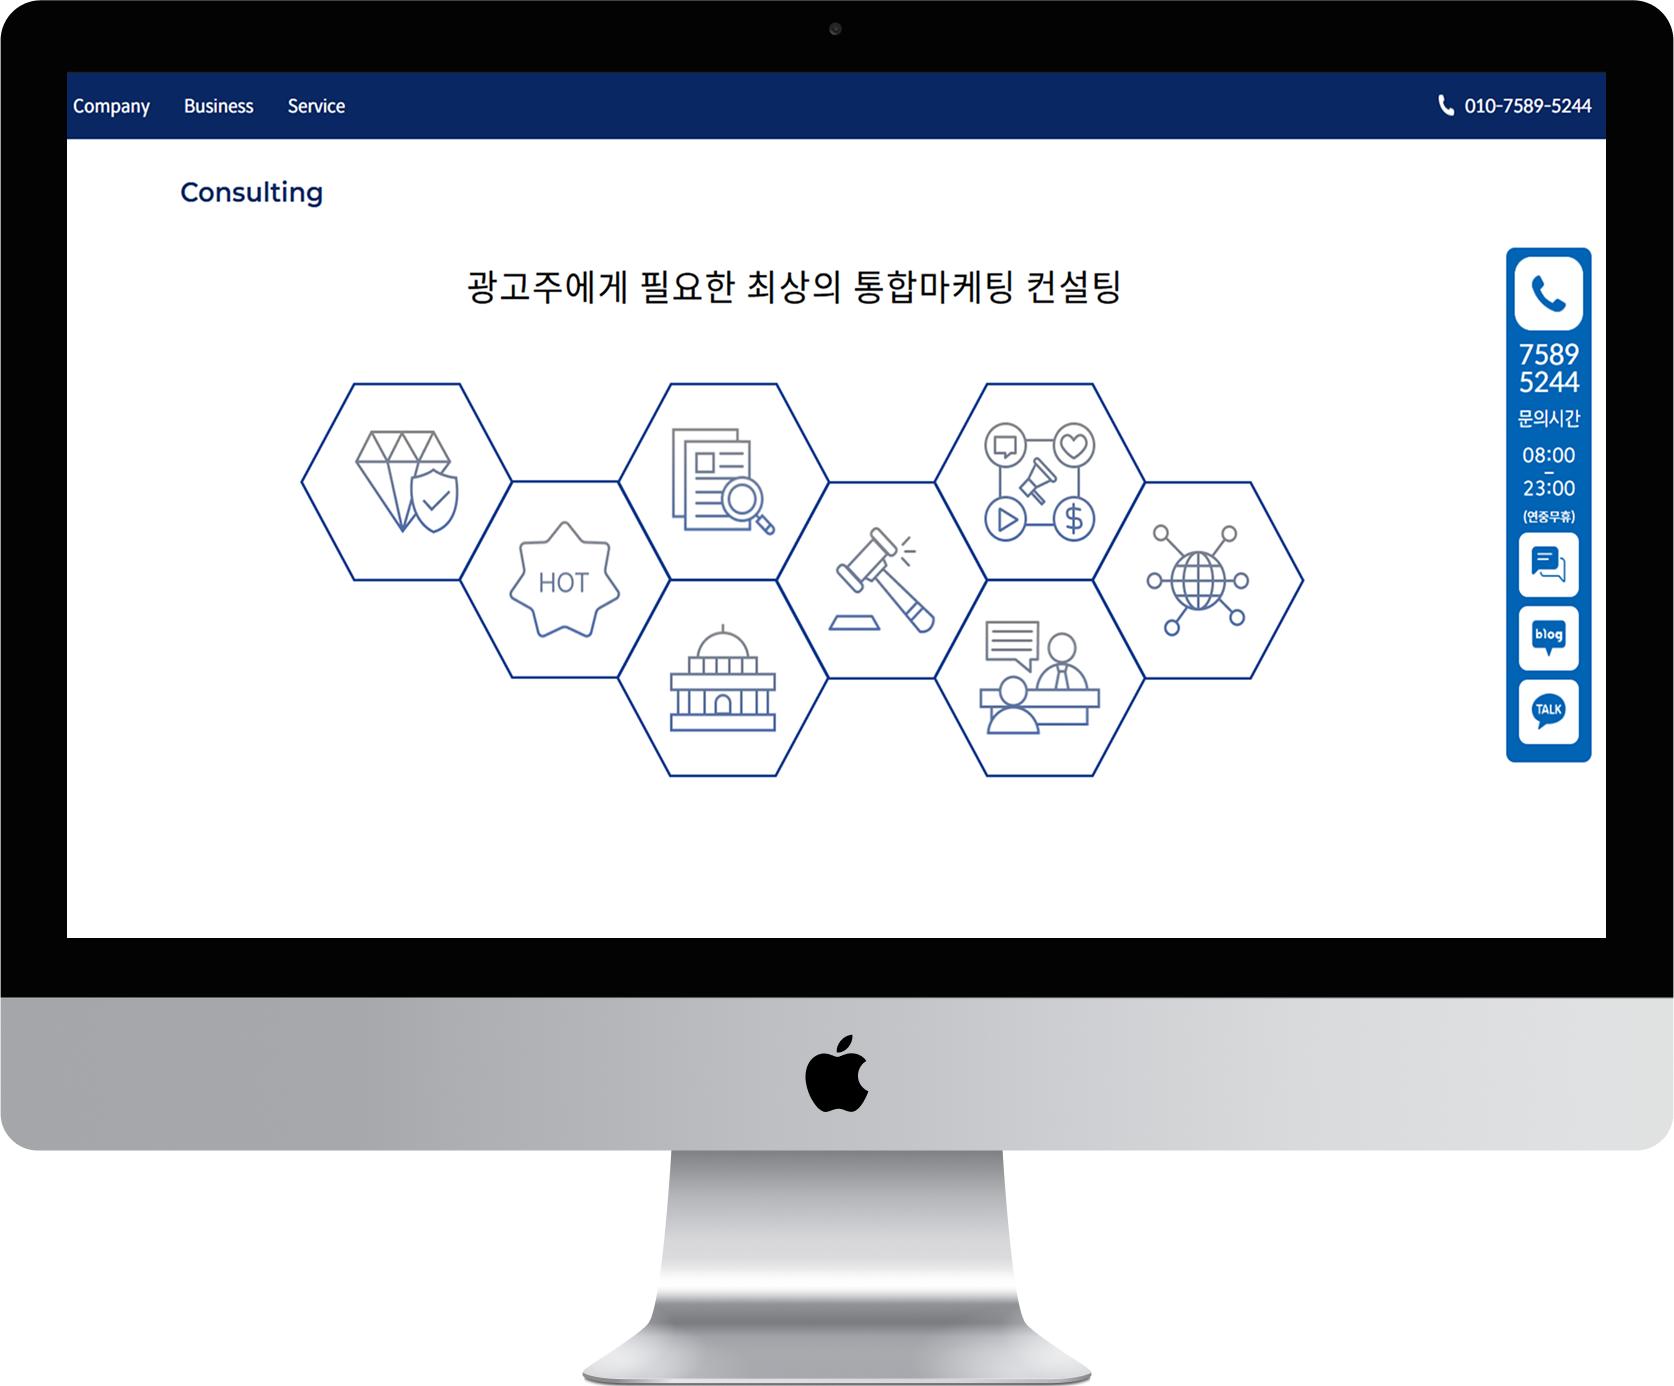 Company Business Service 010-7589-5244
Consulting
광고주에게 필요한 최상의 통합마케팅 컨설팅
HOT
7589
5244
문의시간
08:00
–
23:00
(연중무휴)
blog
TALK